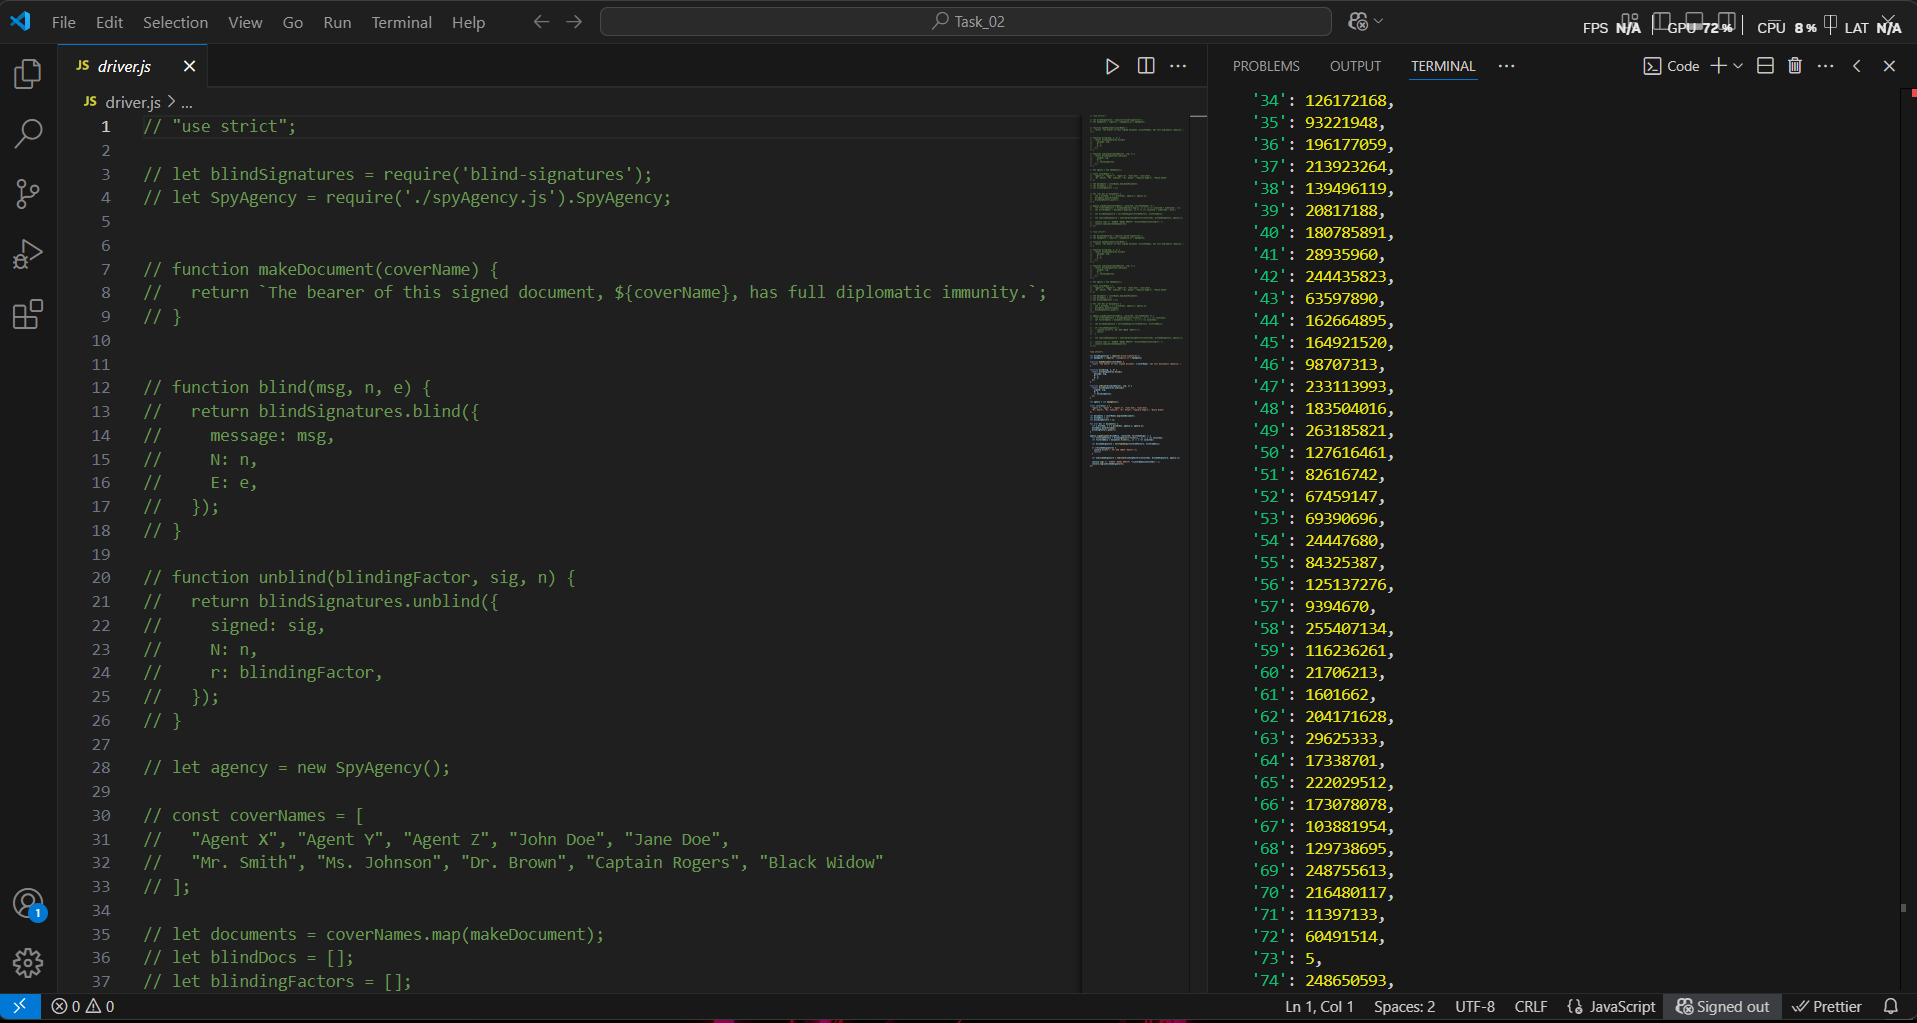 File Edit Selection View Go Run Terminal Help
Task_02
FPS N/A GPU 72 % CPU 8 % LAT N/A
JS driver.js
JS driver.js > ...
1 // "use strict";
2
3 // let blindSignatures = require('blind-signatures');
4 // let SpyAgency = require('./spyAgency.js').SpyAgency;
5
6
7 // function makeDocument(coverName) {
8 //   return `The bearer of this signed document, ${coverName}, has full diplomatic immunity.`;
9 // }
10
11
12 // function blind(msg, n, e) {
13 //   return blindSignatures.blind({
14 //     message: msg,
15 //     N: n,
16 //     E: e,
17 //   });
18 // }
19
20 // function unblind(blindingFactor, sig, n) {
21 //   return blindSignatures.unblind({
22 //     signed: sig,
23 //     N: n,
24 //     r: blindingFactor,
25 //   });
26 // }
27
28 // let agency = new SpyAgency();
29
30 // const coverNames = [
31 //   "Agent X", "Agent Y", "Agent Z", "John Doe", "Jane Doe",
32 //   "Mr. Smith", "Ms. Johnson", "Dr. Brown", "Captain Rogers", "Black Widow"
33 // ];
34
35 // let documents = coverNames.map(makeDocument);
36 // let blindDocs = [];
37 // let blindingFactors = [];
PROBLEMS OUTPUT TERMINAL ... Code
'34': 126172168,
'35': 93221948,
'36': 196177059,
'37': 213923264,
'38': 139496119,
'39': 20817188,
'40': 180785891,
'41': 28935960,
'42': 244435823,
'43': 63597890,
'44': 162664895,
'45': 164921520,
'46': 98707313,
'47': 233113993,
'48': 183504016,
'49': 263185821,
'50': 127616461,
'51': 82616742,
'52': 67459147,
'53': 69390696,
'54': 24447680,
'55': 84325387,
'56': 125137276,
'57': 9394670,
'58': 255407134,
'59': 116236261,
'60': 21706213,
'61': 1601662,
'62': 204171628,
'63': 29625333,
'64': 17338701,
'65': 222029512,
'66': 173078078,
'67': 103881954,
'68': 129738695,
'69': 248755613,
'70': 216480117,
'71': 11397133,
'72': 60491514,
'73': 5,
'74': 248650593,
1
0 0
Ln 1, Col 1 Spaces: 2 UTF-8 CRLF {} JavaScript Signed out Prettier